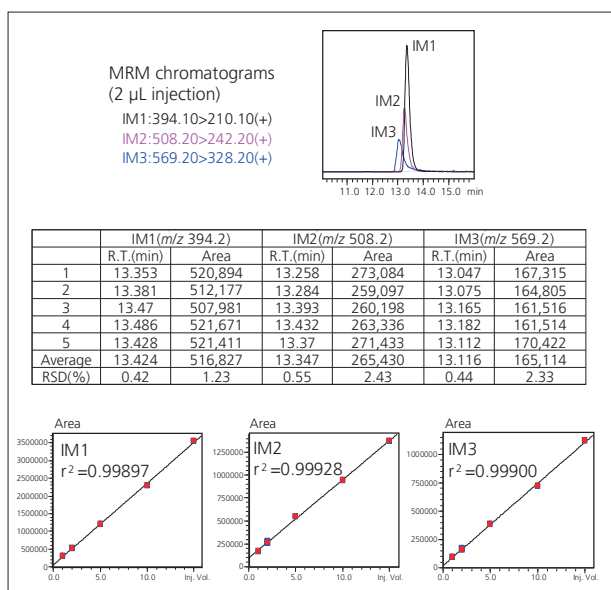 MRM chromatograms
(2 µL injection)
IM1:394.10>210.10(+)
IM2:508.20>242.20(+)
IM3:569.20>328.20(+)
IM1
IM2
IM3
11.0 12.0 13.0 14.0 15.0 min
IM1(m/z 394.2) IM2(m/z 508.2) IM3(m/z 569.2)
R.T.(min) Area R.T.(min) Area R.T.(min) Area
1 13.353 520,894 13.258 273,084 13.047 167,315
2 13.381 512,177 13.284 259,097 13.075 164,805
3 13.47 507,981 13.393 260,198 13.165 161,516
4 13.486 521,671 13.432 263,336 13.182 161,514
5 13.428 521,411 13.37 271,433 13.112 170,422
Average 13.424 516,827 13.347 265,430 13.116 165,114
RSD(%) 0.42 1.23 0.55 2.43 0.44 2.33
Area
IM1
r²=0.99897
3500000
3000000
2500000
2000000
1500000
1000000
500000
0
0.0 5.0 10.0 Inj. Vol.
Area
IM2
r²=0.99928
1250000
1000000
750000
500000
250000
0
0.0 5.0 10.0 Inj. Vol.
Area
IM3
r²=0.99900
1000000
750000
500000
250000
0
0.0 5.0 10.0 Inj. Vol.